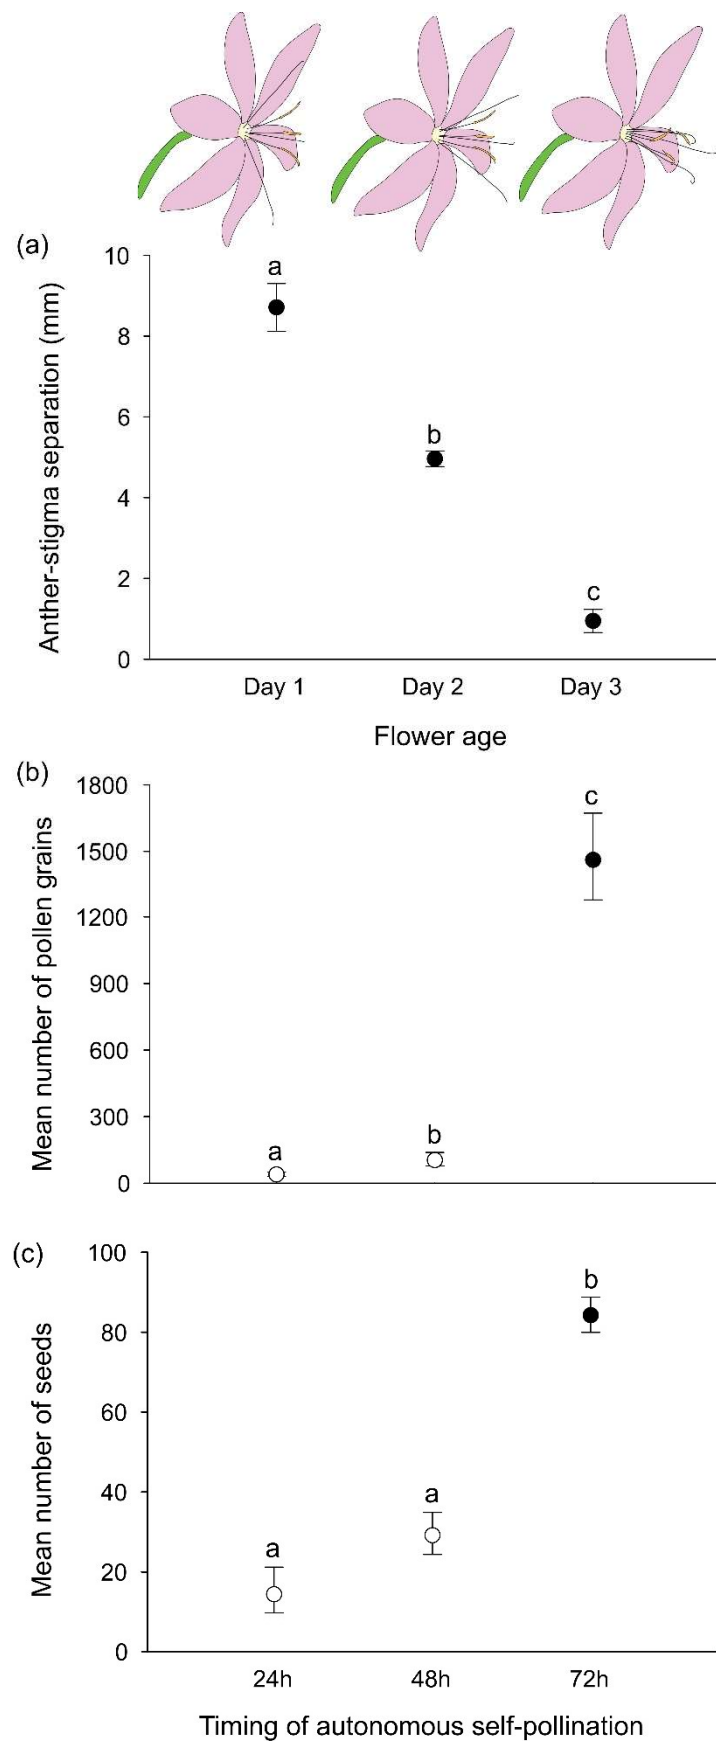 (a)
Anther-stigma separation (mm)
10
8
6
4
2
0
a
b
c
Day 1 Day 2 Day 3
Flower age
(b)
Mean number of pollen grains
1800
1500
1200
900
600
300
0
a
b
c
(c)
Mean number of seeds
100
80
60
40
20
0
a
a
b
24h 48h 72h
Timing of autonomous self-pollination